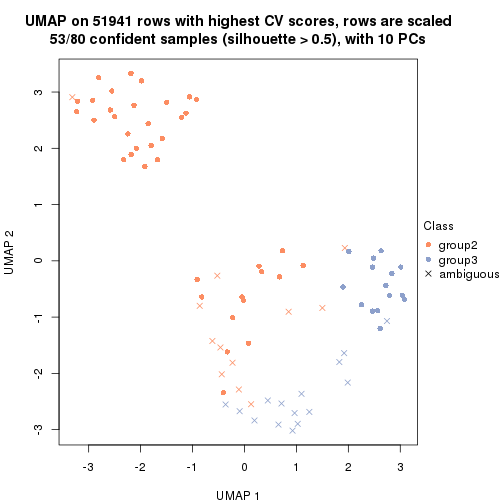 UMAP on 51941 rows with highest CV scores, rows are scaled
53/80 confident samples (silhouette > 0.5), with 10 PCs
3
2
1
0
-1
-2
-3
UMAP 2
-3
-2
-1
0
1
2
3
UMAP 1
Class
group2
group3
ambiguous